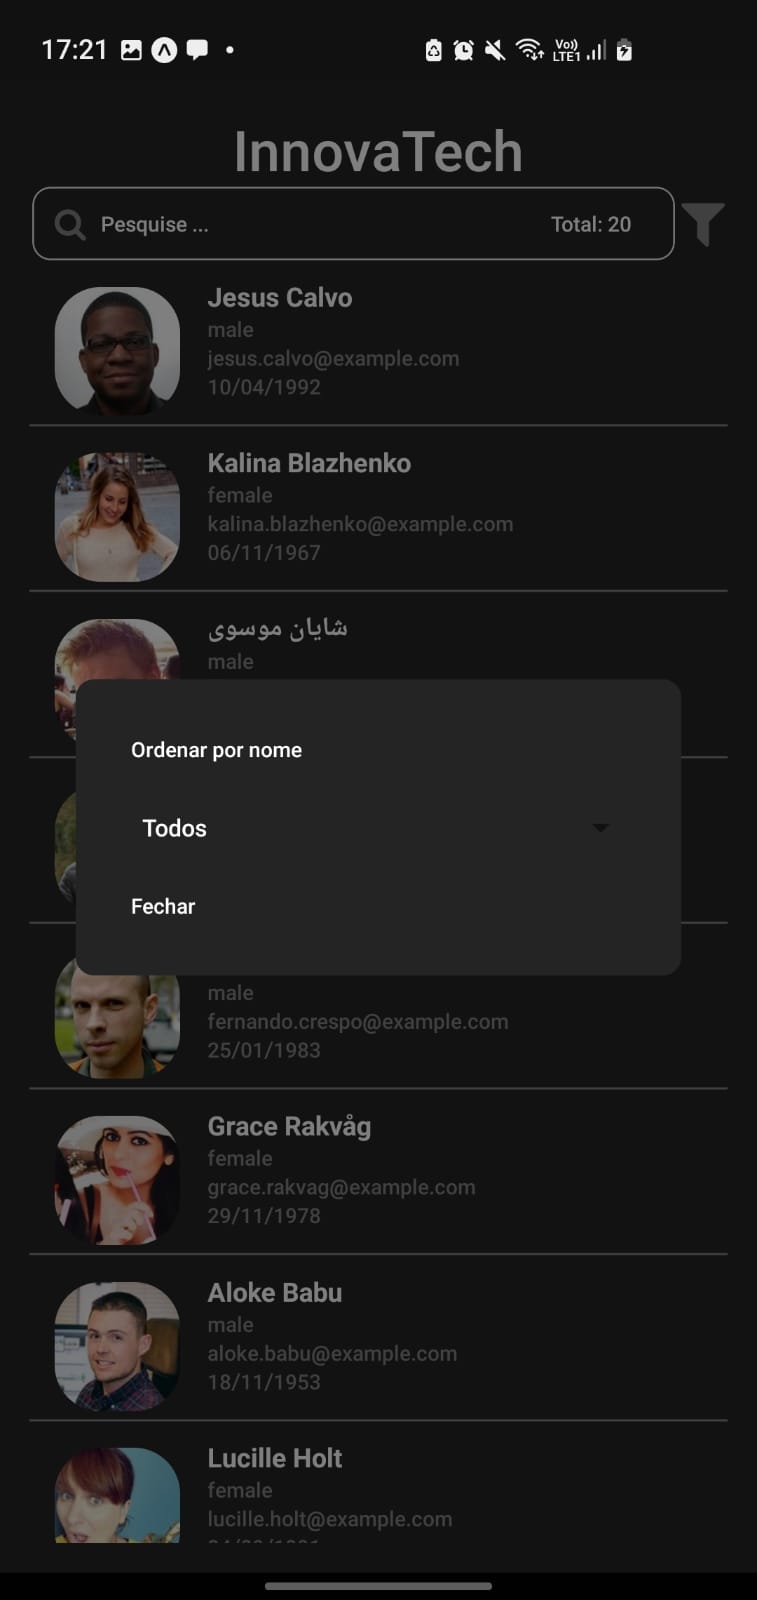 17:21
Vo)) LTE1
InnovaTech
Pesquise ...
Total: 20
Jesus Calvo
male
jesus.calvo@example.com
10/04/1992
Kalina Blazhenko
female
kalina.blazhenko@example.com
06/11/1967
شایان موسوی
male
Ordenar por nome
Todos
Fechar
male
fernando.crespo@example.com
25/01/1983
Grace Rakvåg
female
grace.rakvag@example.com
29/11/1978
Aloke Babu
male
aloke.babu@example.com
18/11/1953
Lucille Holt
female
lucille.holt@example.com